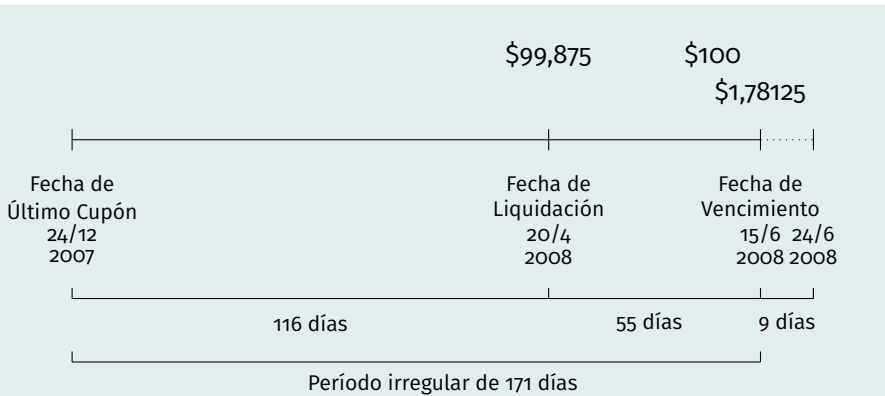 $99,875 $100
$1,78125
Fecha de Fecha de Fecha de
Último Cupón Liquidación Vencimiento
24/12 20/4 15/6 24/6
2007 2008 2008 2008
116 días 55 días 9 días
Período irregular de 171 días